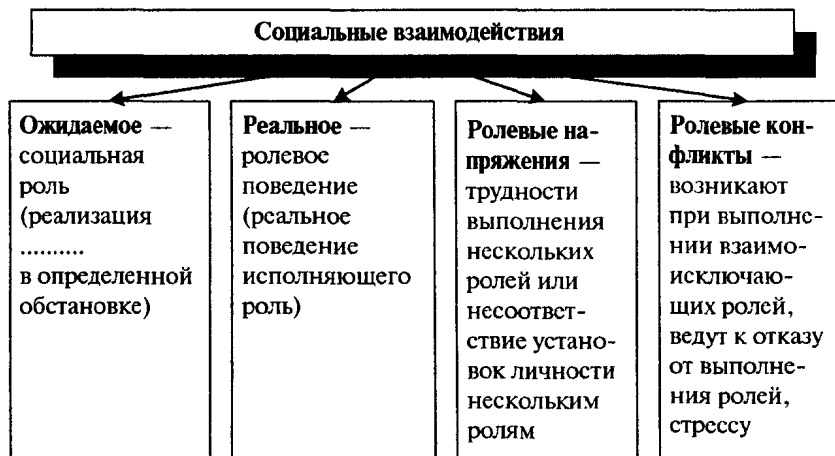 Социальные взаимодействия
Ожидаемое —
социальная
роль
(реализация
..........
в определенной
обстановке)
Реальное —
ролевое
поведение
(реальное
поведение
исполняющего
роль)
Ролевые на-
пряжения —
трудности
выполнения
нескольких
ролей или
несоответ-
ствие устано-
вок личности
нескольким
ролям
Ролевые кон-
фликты —
возникают
при выполне-
нии взаимо-
исключаю-
щих ролей,
ведут к отказу
от выполне-
ния ролей,
стрессу